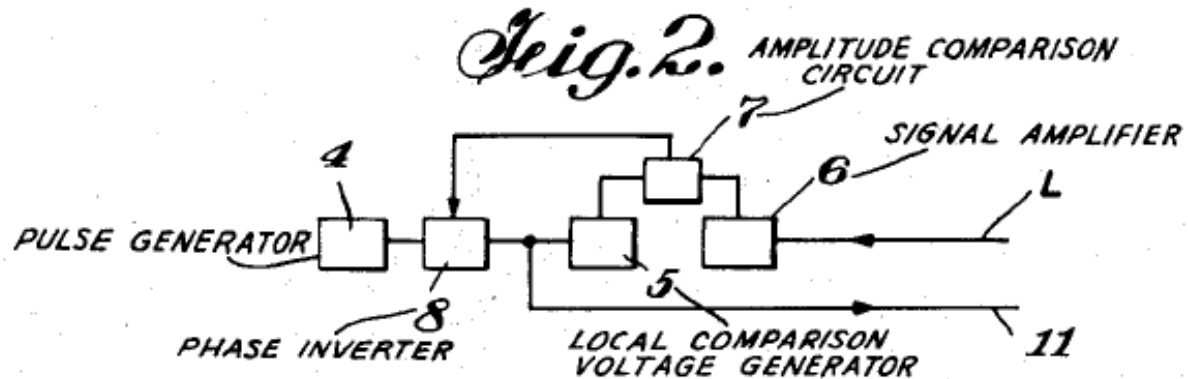 Fig. 2.
AMPLITUDE COMPARISON
CIRCUIT
7
SIGNAL AMPLIFIER
4
6
L
PULSE GENERATOR
8
5
PHASE INVERTER
LOCAL COMPARISON
VOLTAGE GENERATOR
11